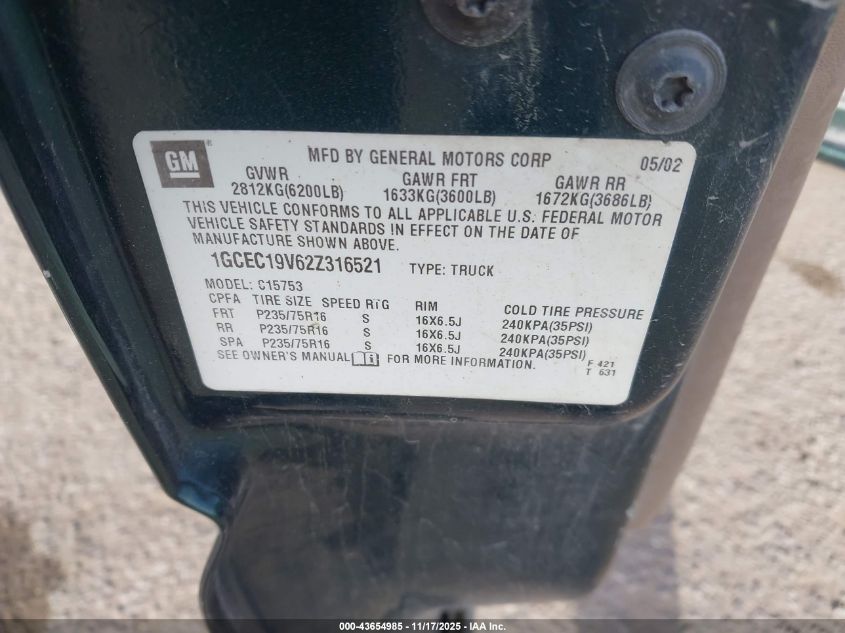 GM
MFD BY GENERAL MOTORS CORP 05/02
GVWR GAWR FRT GAWR RR
2812KG(6200LB) 1633KG(3600LB) 1672KG(3686LB)
THIS VEHICLE CONFORMS TO ALL APPLICABLE U.S. FEDERAL MOTOR
VEHICLE SAFETY STANDARDS IN EFFECT ON THE DATE OF
MANUFACTURE SHOWN ABOVE.
1GCEC19V62Z316521 TYPE: TRUCK
MODEL: C15753
CPFA TIRE SIZE SPEED RTG RIM COLD TIRE PRESSURE
FRT P235/75R16 S 16X6.5J 240KPA(35PSI)
RR P235/75R16 S 16X6.5J 240KPA(35PSI)
SPA P235/75R16 S 16X6.5J 240KPA(35PSI)
SEE OWNER'S MANUAL FOR MORE INFORMATION.
F 421
T 631
000-43654985 - 11/17/2025 - IAA Inc.